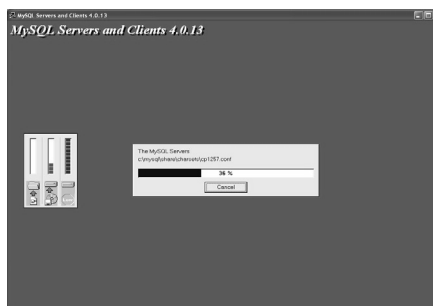 MySQL Servers and Clients 4.0.13
MySQL Servers and Clients 4.0.13
The MySQL Servers
c:\mysql\share\charsets\cp1257.conf
36 %
Cancel